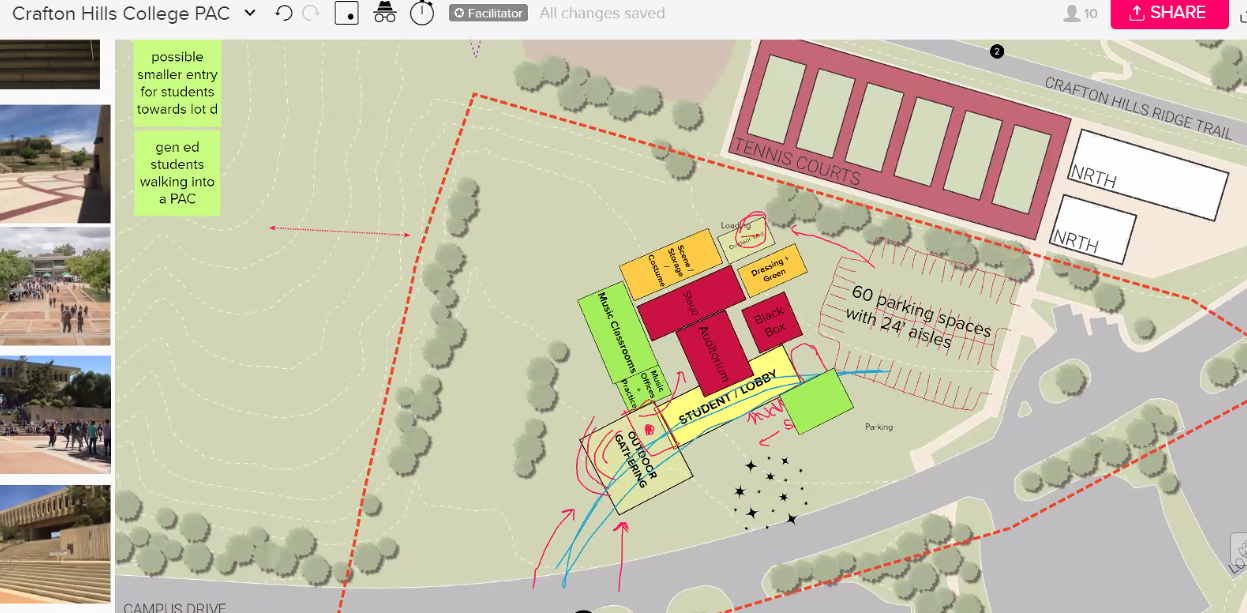 Crafton Hills College PAC
Facilitator
All changes saved
10
SHARE
possible
smaller entry
for students
towards lot d
gen ed
students
walking into
a PAC
2
CRAFTON HILLS RIDGE TRAIL
TENNIS COURTS
NRTH
NRTH
Loading
Scene /
Storage
/
Costume
Dressing +
Green
Stage
Black
Box
Auditorium
Music Classrooms
Music
Offices
+
Practice
60 parking spaces
with 24' aisles
STUDENT / LOBBY
OUTDOOR
GATHERING
Parking
CAMPUS DRIVE